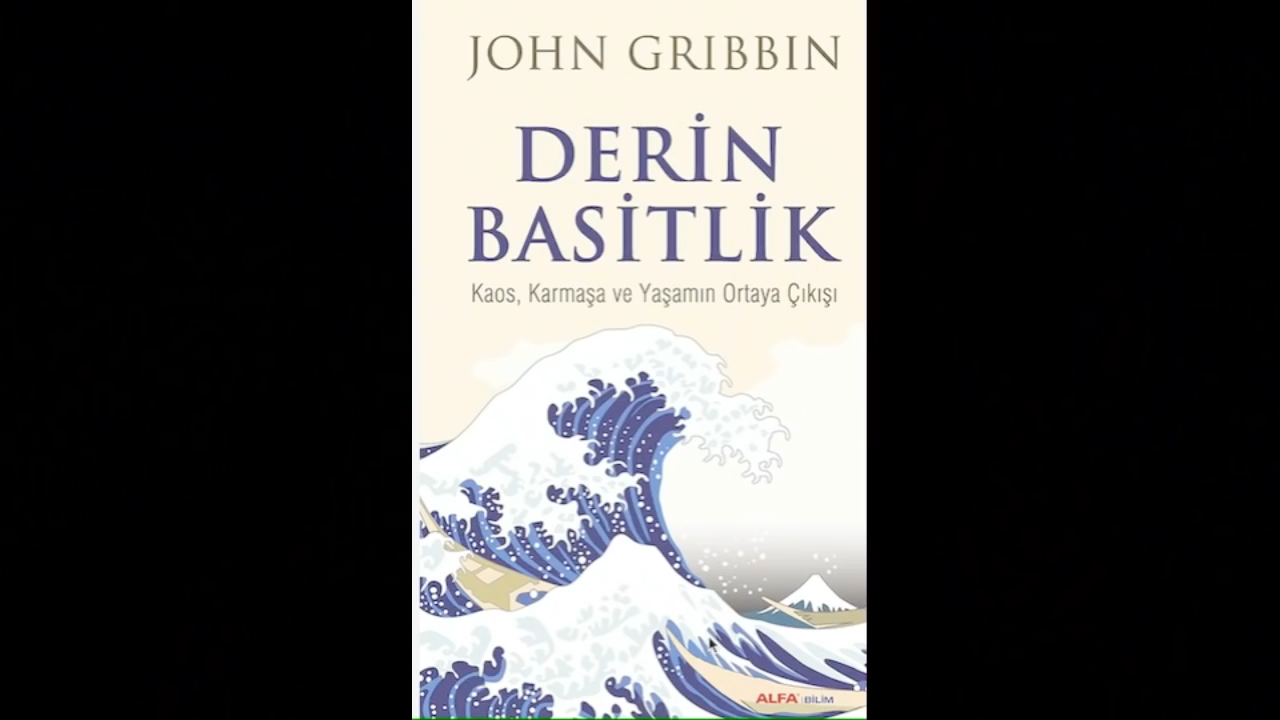 JOHN GRIBBIN
DERİN
BASİTLİK
Kaos, Karmaşa ve Yaşamın Ortaya Çıkışı
ALFA BİLİM